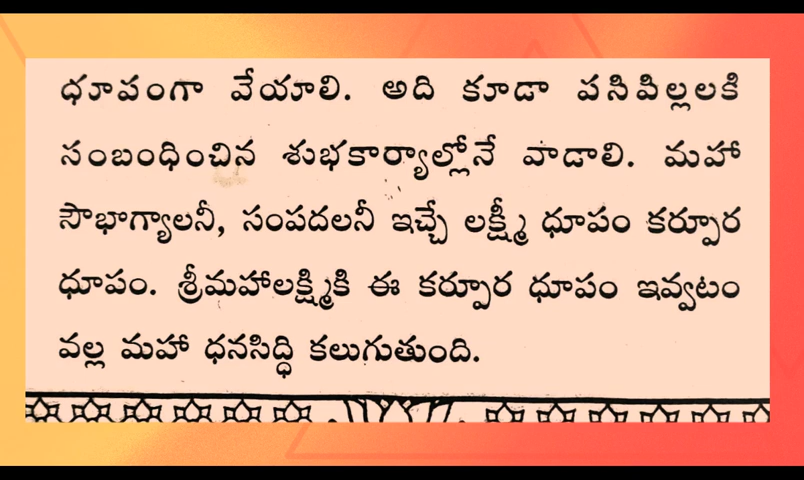 ధూపంగా వేయాలి. అది కూడా పసిపిల్లలకి
సంబంధించిన శుభకార్యాల్లోనే వాడాలి. మహా
సౌభాగ్యాలనీ, సంపదలనీ ఇచ్చే లక్ష్మీ ధూపం కర్పూర
ధూపం. శ్రీమహాలక్ష్మికి ఈ కర్పూర ధూపం ఇవ్వటం
వల్ల మహా ధనసిద్ధి కలుగుతుంది.